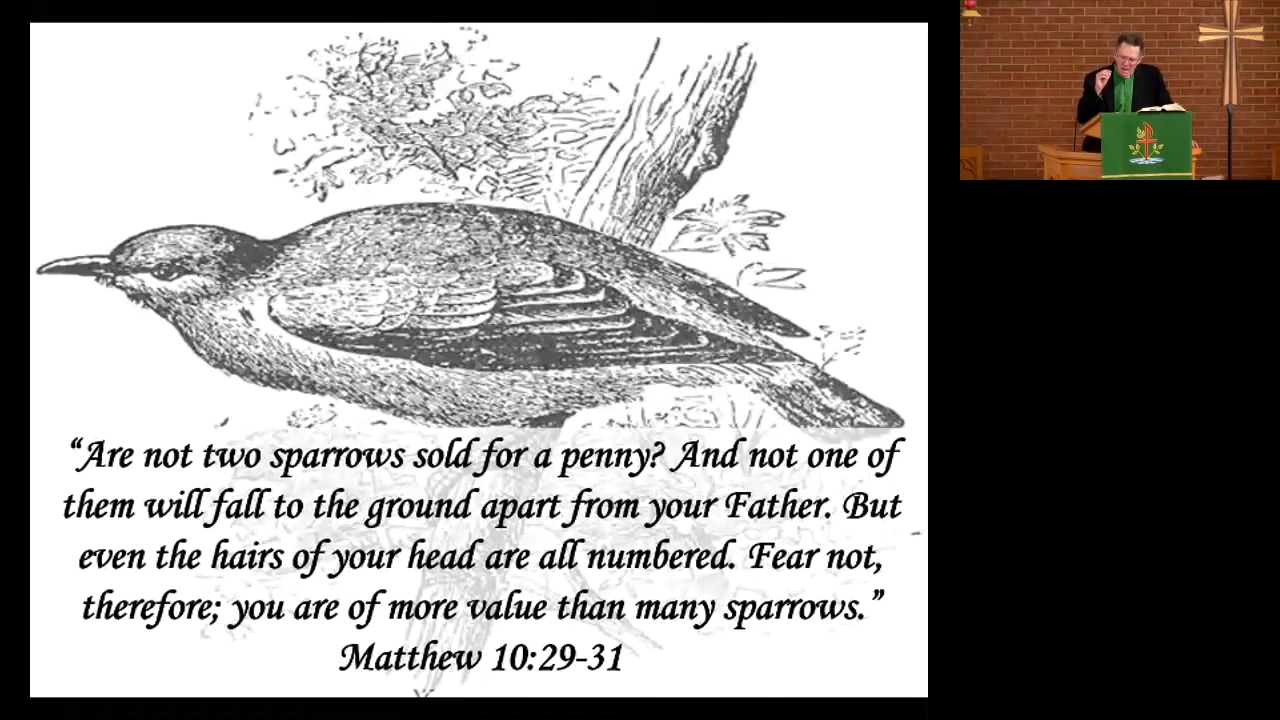 “Are not two sparrows sold for a penny? And not one of
them will fall to the ground apart from your Father. But
even the hairs of your head are all numbered. Fear not,
therefore; you are of more value than many sparrows.”
Matthew 10:29-31